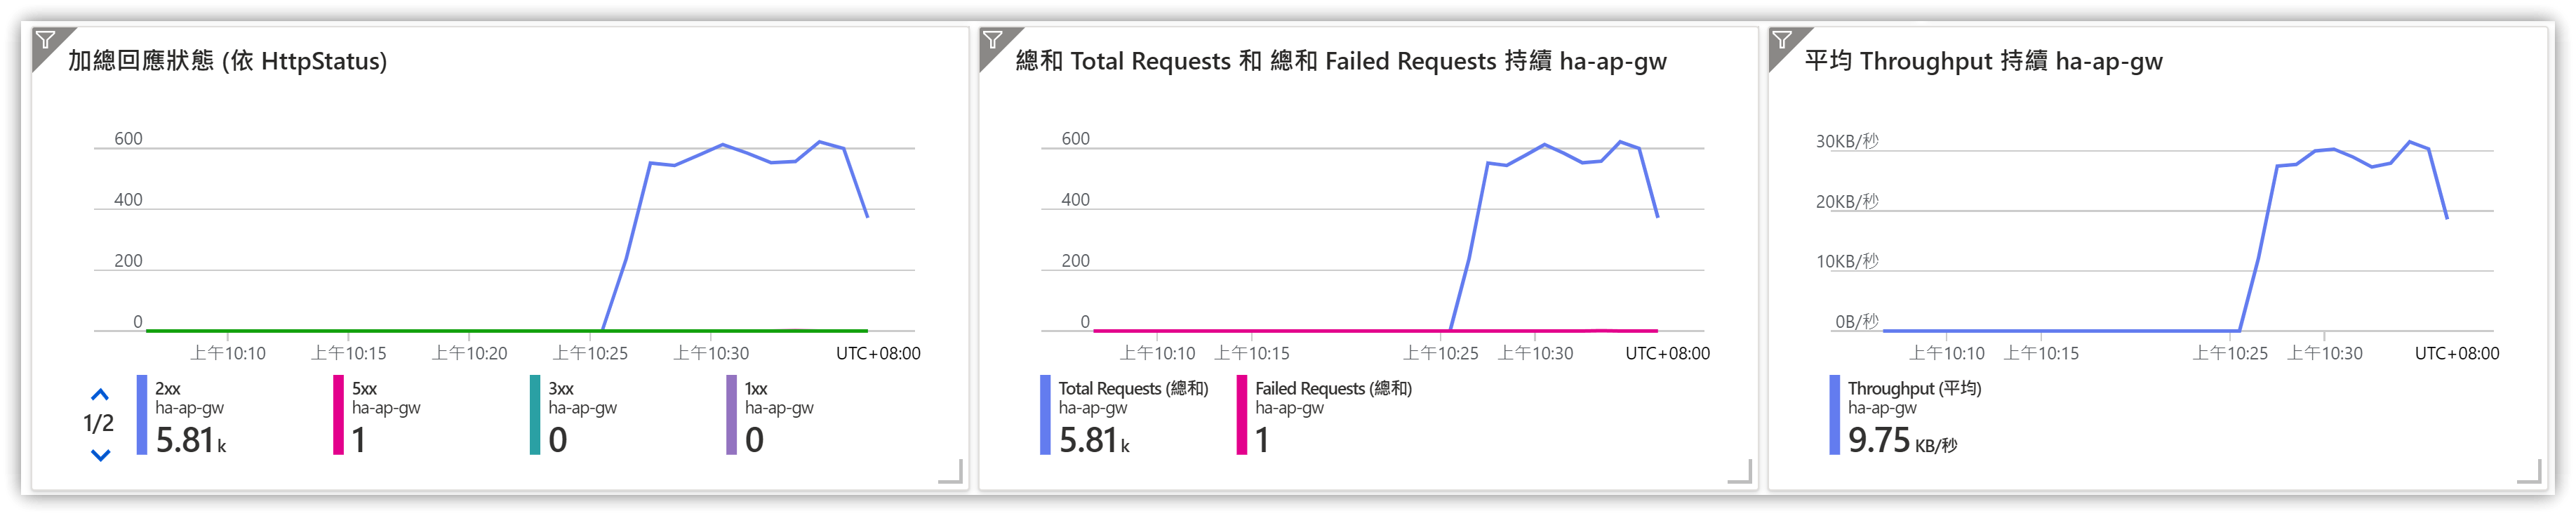 加總回應狀態 (依 HttpStatus)
600
400
200
0
上午10:10 上午10:15 上午10:20 上午10:25 上午10:30 UTC+08:00
1/2
2xx
ha-ap-gw
5.81 k
5xx
ha-ap-gw
1
3xx
ha-ap-gw
0
1xx
ha-ap-gw
0
總和 Total Requests 和 總和 Failed Requests 持續 ha-ap-gw
600
400
200
0
上午10:10 上午10:15 上午10:25 上午10:30 UTC+08:00
Total Requests (總和)
ha-ap-gw
5.81 k
Failed Requests (總和)
ha-ap-gw
1
平均 Throughput 持續 ha-ap-gw
30KB/秒
20KB/秒
10KB/秒
0B/秒
上午10:10 上午10:15 上午10:25 上午10:30 UTC+08:00
Throughput (平均)
ha-ap-gw
9.75 KB/秒